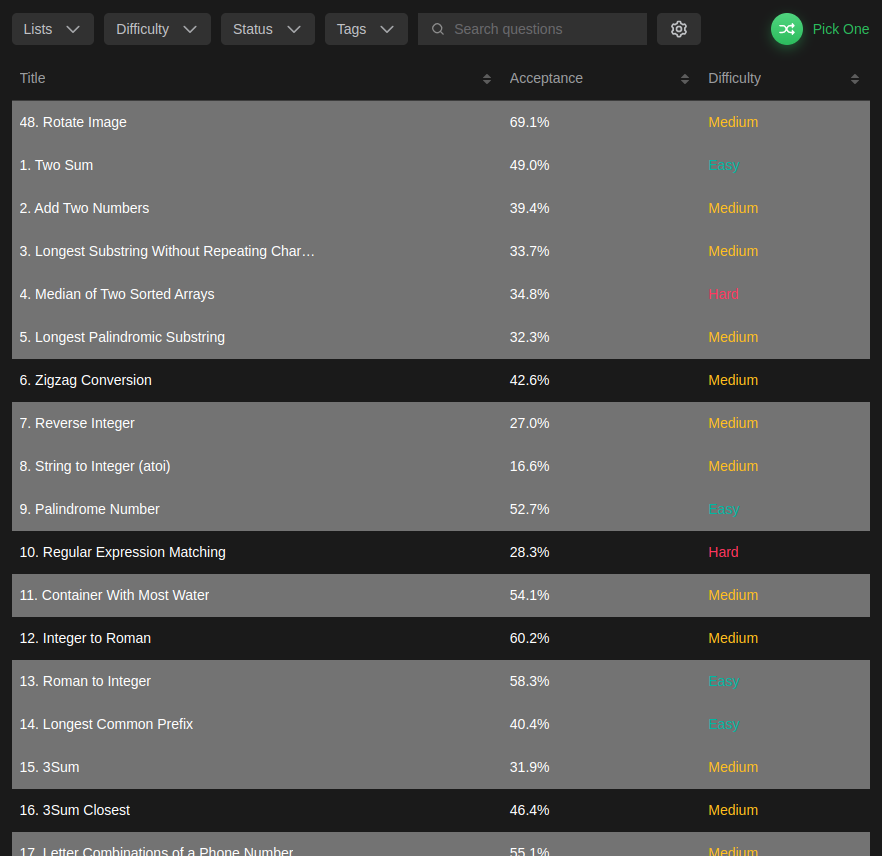 Lists Difficulty Status Tags Search questions Pick One
Title Acceptance Difficulty
48. Rotate Image 69.1% Medium
1. Two Sum 49.0% Easy
2. Add Two Numbers 39.4% Medium
3. Longest Substring Without Repeating Char… 33.7% Medium
4. Median of Two Sorted Arrays 34.8% Hard
5. Longest Palindromic Substring 32.3% Medium
6. Zigzag Conversion 42.6% Medium
7. Reverse Integer 27.0% Medium
8. String to Integer (atoi) 16.6% Medium
9. Palindrome Number 52.7% Easy
10. Regular Expression Matching 28.3% Hard
11. Container With Most Water 54.1% Medium
12. Integer to Roman 60.2% Medium
13. Roman to Integer 58.3% Easy
14. Longest Common Prefix 40.4% Easy
15. 3Sum 31.9% Medium
16. 3Sum Closest 46.4% Medium
17. Letter Combinations of a Phone Number 55.1% Medium